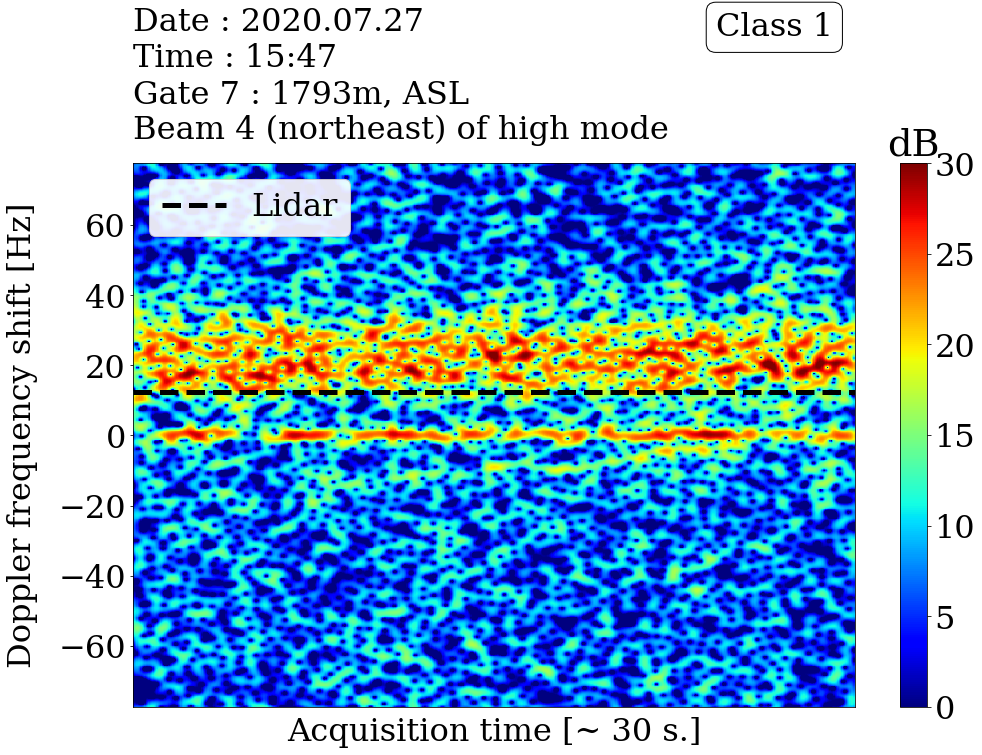 Date : 2020.07.27
Time : 15:47
Gate 7 : 1793m, ASL
Beam 4 (northeast) of high mode
Class 1
dB
Lidar
Doppler frequency shift [Hz]
60
40
20
0
−20
−40
−60
30
25
20
15
10
5
0
Acquisition time [~ 30 s.]